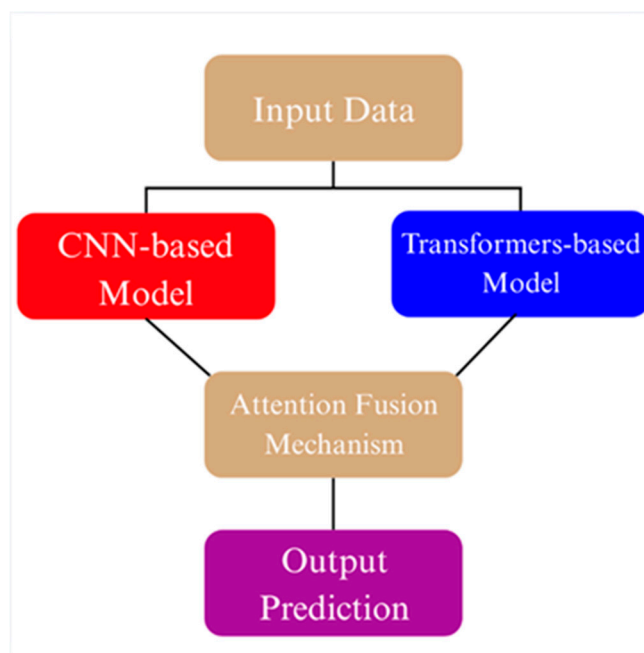 Input Data
CNN-based
Model
Transformers-based
Model
Attention Fusion
Mechanism
Output
Prediction